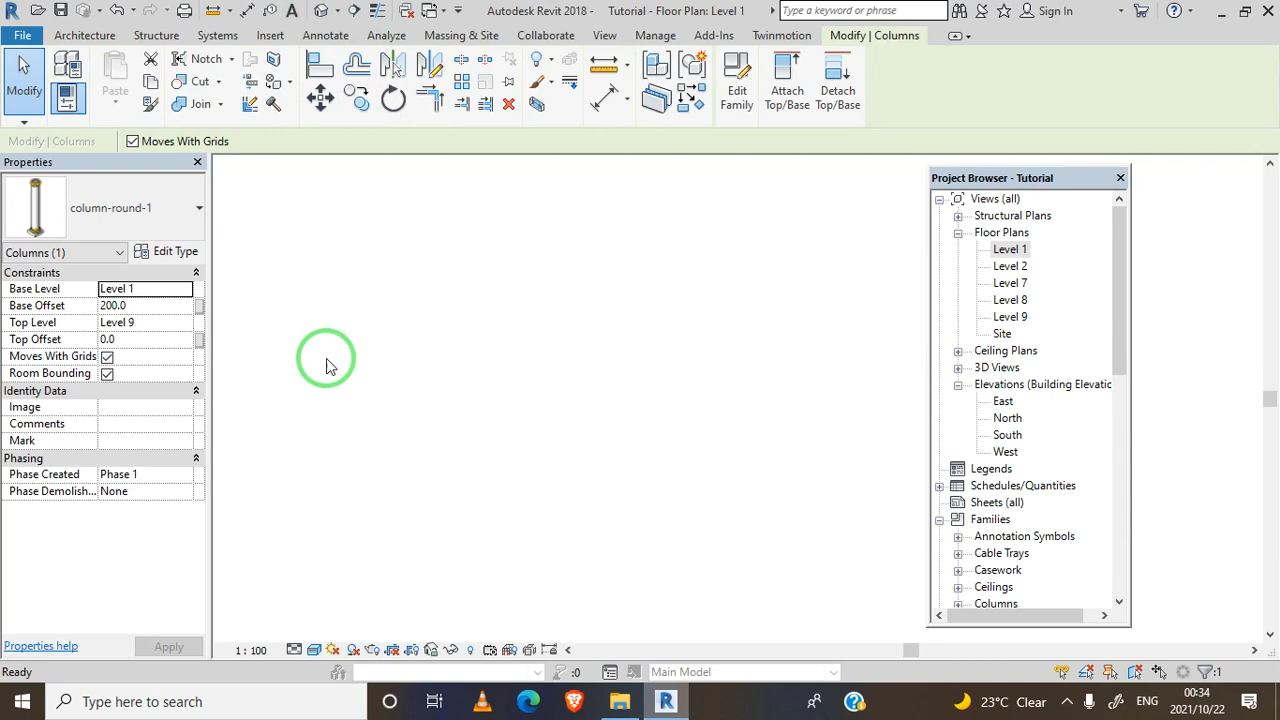 Autodesk Revit 2018 - Tutorial - Floor Plan: Level 1
Type a keyword or phrase
Sign In
File Architecture Structure Systems Insert Annotate Analyze Massing & Site Collaborate View Manage Add-Ins Twinmotion Modify | Columns
Modify
Paste
Notch
Cut
Join
Edit Family
Attach Top/Base
Detach Top/Base
Modify | Columns
Moves With Grids
Properties
column-round-1
Columns (1)
Edit Type
Constraints
Base Level Level 1
Base Offset 200.0
Top Level Level 9
Top Offset 0.0
Moves With Grids
Room Bounding
Identity Data
Image
Comments
Mark
Phasing
Phase Created Phase 1
Phase Demolish... None
Properties help
Apply
Project Browser - Tutorial
Views (all)
Structural Plans
Floor Plans
Level 1
Level 2
Level 7
Level 8
Level 9
Site
Ceiling Plans
3D Views
Elevations (Building Elevatic
East
North
South
West
Legends
Schedules/Quantities
Sheets (all)
Families
Annotation Symbols
Cable Trays
Casework
Ceilings
Columns
1 : 100
Ready
:0
Main Model
:1
Type here to search
23°C Clear
ENG
00:34
2021/10/22